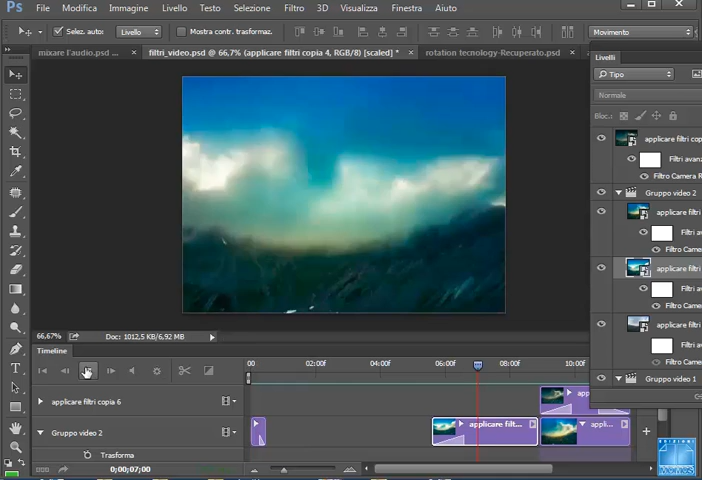 Ps File Modifica Immagine Livello Testo Selezione Filtro 3D Visualizza Finestra Aiuto
Selez. auto: Livello Mostra contr. trasformaz. Movimento
mixare l'audio.psd ... × filtri_video.psd @ 66,7% (applicare filtri copia 4, RGB/8) [scaled] * × rotation tecnology-Recuperato.psd ×
Livelli
Tipo
Normale
Bloc.:
applicare filtri cop
Filtri avanza
Filtro Camera R
Gruppo video 2
applicare filtri
Filtri av
Filtro Came
applicare filtri
Filtri av
Filtro Came
applicare filtri
Filtri av
Filtro Came
Gruppo video 1
66,67% Doc: 1012,5 KB/6,92 MB
Timeline
00 02:00f 04:00f 06:00f 08:00f 10:00f
applicare filtri copia 6
Gruppo video 2
applicare filt...
appli...
Trasforma
0;00;07;00
EDIZIONI
MEMES